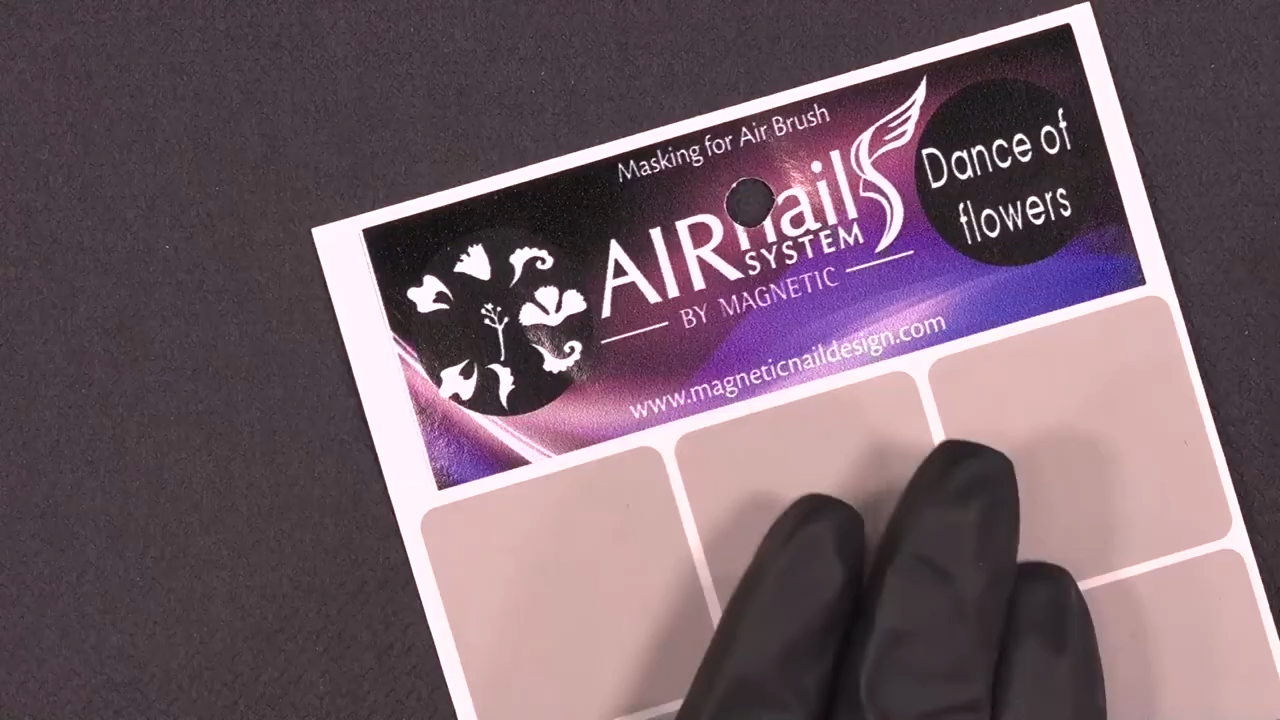 Masking for Air Brush
AIRnails
SYSTEM
BY MAGNETIC
www.magneticnaildesign.com
Dance of
flowers